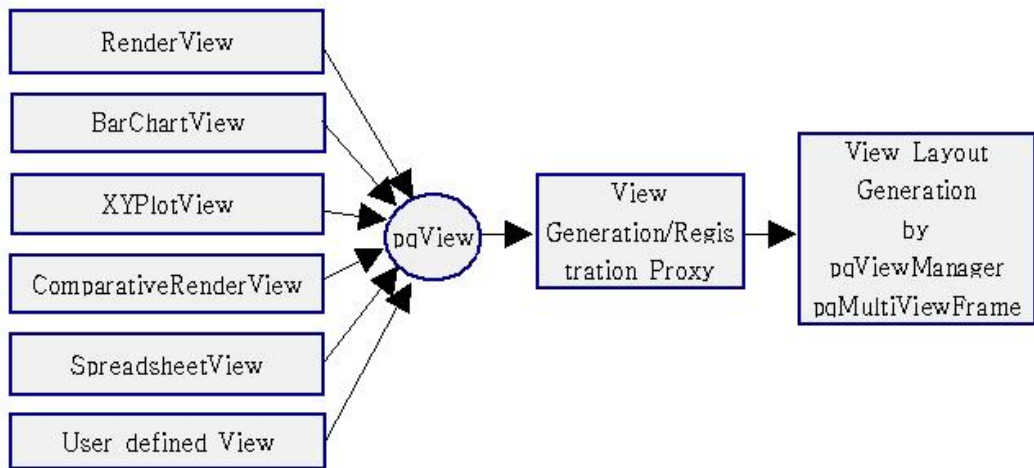 RenderView
BarChartView
XYPlotView
ComparativeRenderView
SpreadsheetView
User defined View
pqView
View
Generation/Regis
tration Proxy
View Layout
Generation
by
pqViewManager
pqMultiViewFrame